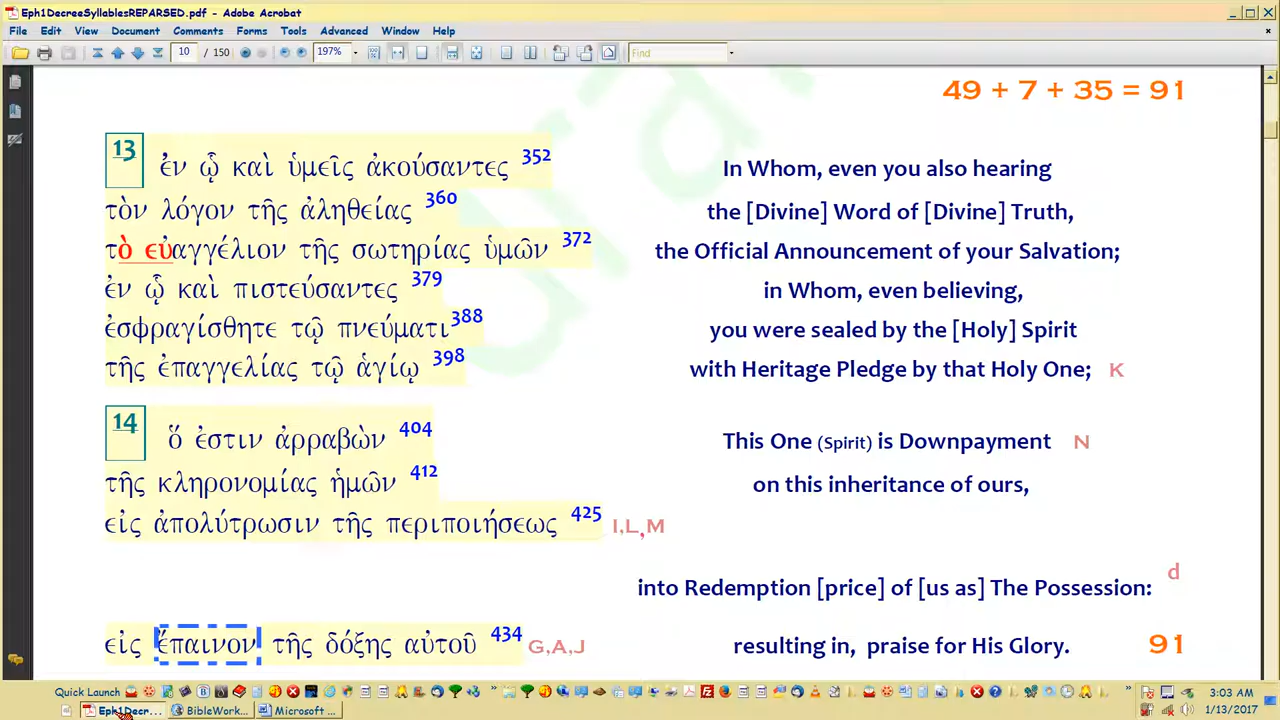 Eph1DecreeSyllablesREPARSED.pdf - Adobe Acrobat
File Edit View Document Comments Forms Tools Advanced Window Help
10 / 150 197% Find
49 + 7 + 35 = 91
13 ἐν ᾧ καὶ ὑμεῖς ἀκούσαντες 352 In Whom, even you also hearing
τὸν λόγον τῆς ἀληθείας 360 the [Divine] Word of [Divine] Truth,
τὸ εὐαγγέλιον τῆς σωτηρίας ὑμῶν 372 the Official Announcement of your Salvation;
ἐν ᾧ καὶ πιστεύσαντες 379 in Whom, even believing,
ἐσφραγίσθητε τῷ πνεύματι 388 you were sealed by the [Holy] Spirit
τῆς ἐπαγγελίας τῷ ἁγίῳ 398 with Heritage Pledge by that Holy One; K
14 ὅ ἐστιν ἀρραβὼν 404 This One (Spirit) is Downpayment N
τῆς κληρονομίας ἡμῶν 412 on this inheritance of ours,
εἰς ἀπολύτρωσιν τῆς περιποιήσεως 425 I,L,M
into Redemption [price] of [us as] The Possession: d
εἰς ἔπαινον τῆς δόξης αὐτοῦ 434 G,A,J resulting in, praise for His Glory. 91
Quick Launch 3:03 AM
Eph1Decr... BibleWork... Microsoft ... 1/13/2017